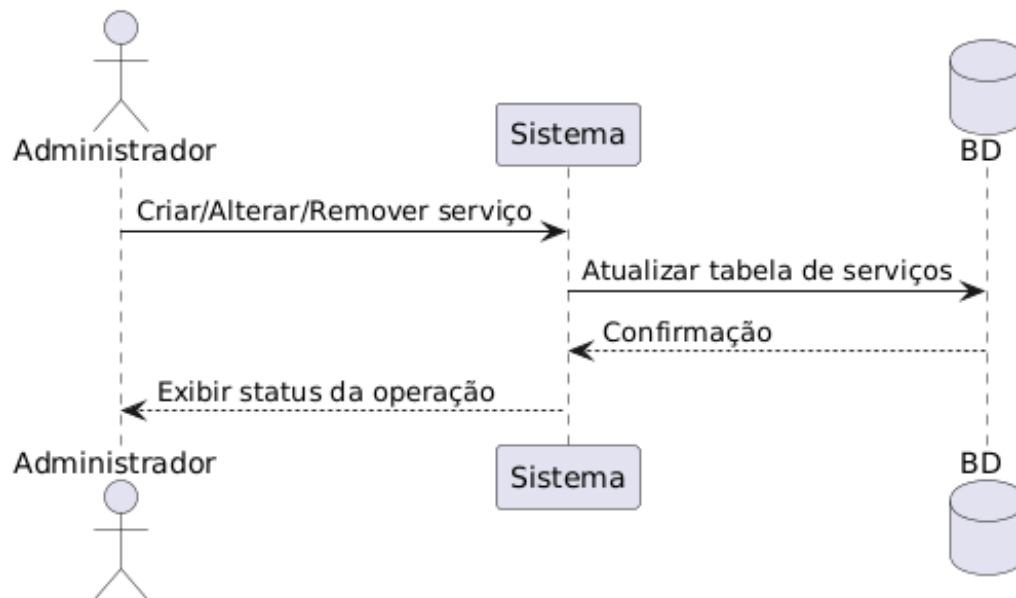 Administrador
Sistema
BD
Criar/Alterar/Remover serviço
Atualizar tabela de serviços
Confirmação
Exibir status da operação
Administrador
Sistema
BD